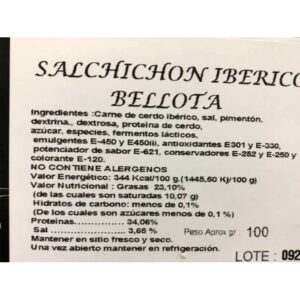 SALCHICHON IBERICO
BELLOTA
Ingredientes :Carne de cerdo ibérico, sal, pimentón,
dextrina,, dextrosa, proteina de cerdo,
azúcar, especies, fermentos lácticos,
emulgentes E-450 y E450iii, antioxidantes E301 y E-330,
potenciador de sabor E-621, conservadores E-252 y E-250 y
colorante E-120.
NO CONTIENE ALERGENOS
Valor Energético: 344 Kcal/100 g.(1445,60 Kj/100 g)
Valor Nutricional : Grasas 23,10%
(de las cuales son saturadas 10,07 g)
Hidratos de carbono: menos de 0,1%
(De los cuales son azúcares menos de 0,1 %)
Proteinas............ 34,06%
Sal .................... 3,65 % Peso Aprox gr : 100
Mantener en sitio fresco y seco.
Una vez abierto mantener en refrigeración.
LOTE : 092